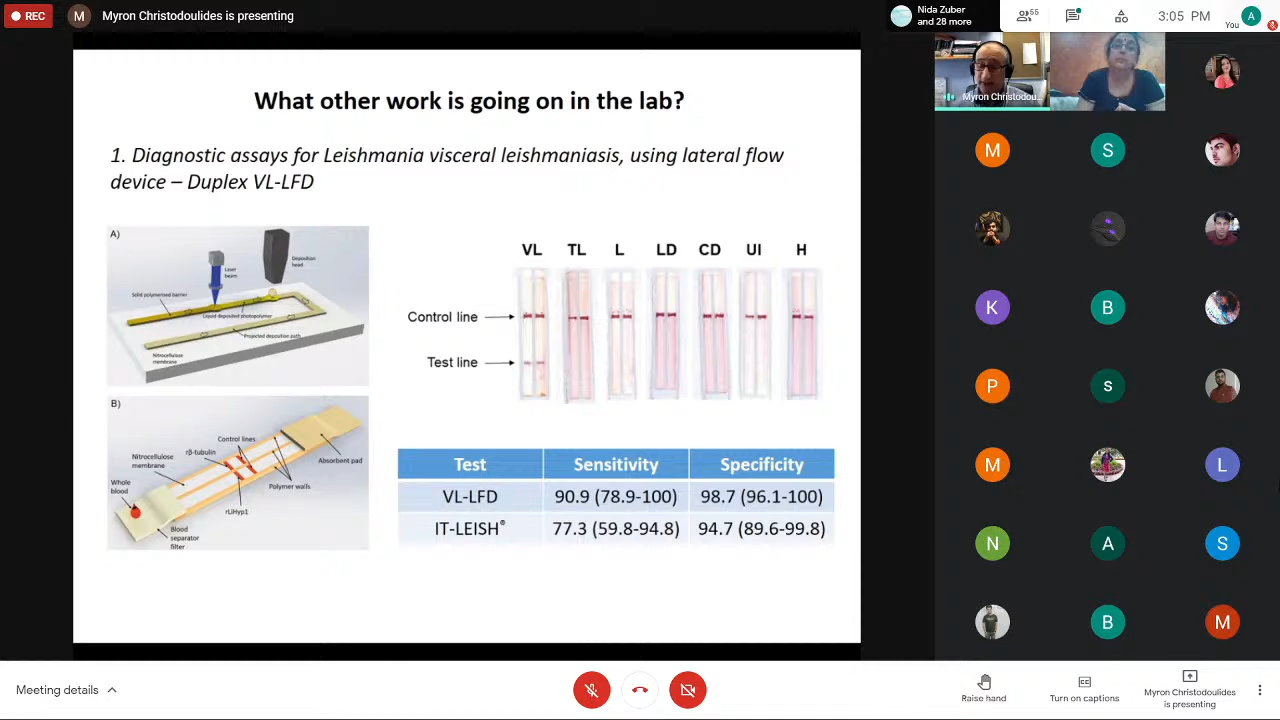 REC
M
Myron Christodoulides is presenting
Nida Zuber
and 28 more
55
3:05 PM
A
You
What other work is going on in the lab?
1. Diagnostic assays for Leishmania visceral leishmaniasis, using lateral flow
device – Duplex VL-LFD
A)
Laser
beam
Deposition
head
Solid polymerised barrier
Liquid deposited photopolymer
Projected deposition path
Nitrocellulose
membrane
B)
Control lines
rβ-tubulin
Nitrocellulose
membrane
Absorbent pad
Whole
blood
Polymer walls
rLiHyp1
Blood
separator
filter
VL TL L LD CD UI H
Control line
Test line
Test Sensitivity Specificity
VL-LFD 90.9 (78.9-100) 98.7 (96.1-100)
IT-LEISH® 77.3 (59.8-94.8) 94.7 (89.6-99.8)
Myron Christodou...
M
S
K
B
P
s
M
L
N
A
S
B
M
Meeting details
Raise hand
Turn on captions
Myron Christodoulides
is presenting